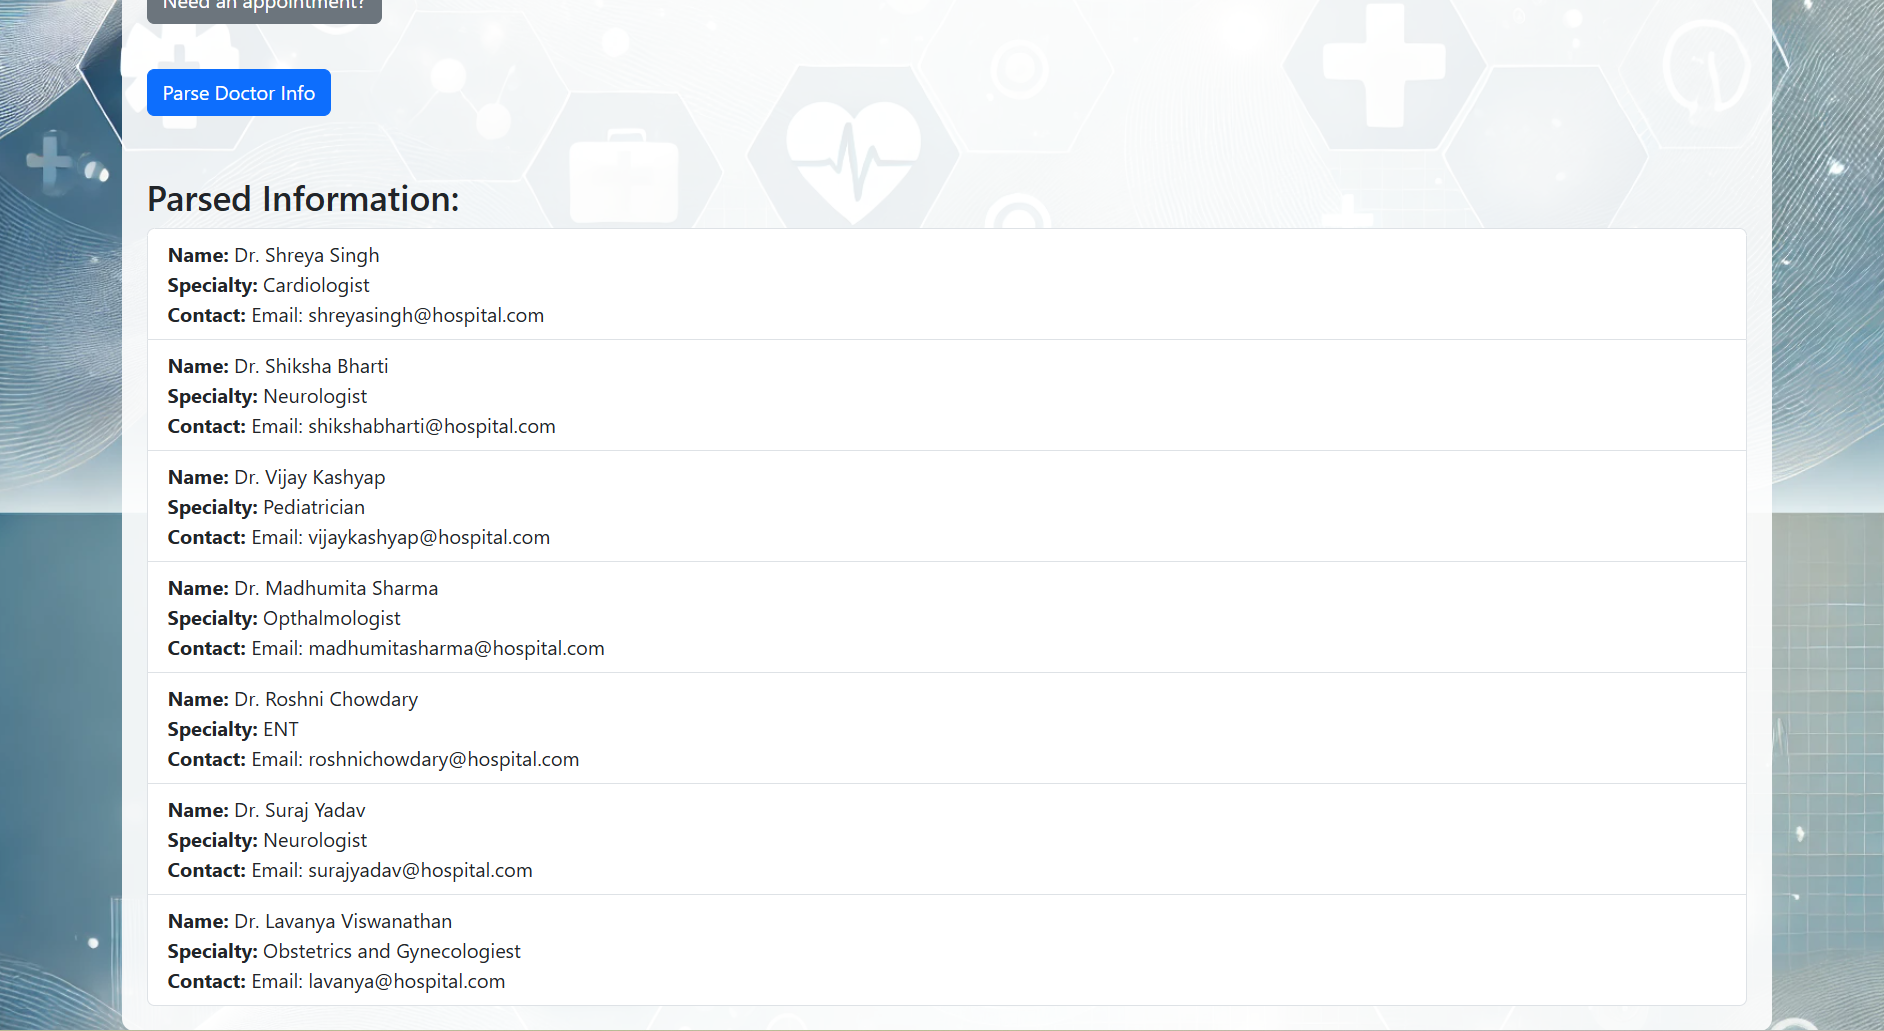 Need an appointment?
Parse Doctor Info
Parsed Information:
Name: Dr. Shreya Singh
Specialty: Cardiologist
Contact: Email: shreyasingh@hospital.com
Name: Dr. Shiksha Bharti
Specialty: Neurologist
Contact: Email: shikshabharti@hospital.com
Name: Dr. Vijay Kashyap
Specialty: Pediatrician
Contact: Email: vijaykashyap@hospital.com
Name: Dr. Madhumita Sharma
Specialty: Opthalmologist
Contact: Email: madhumitasharma@hospital.com
Name: Dr. Roshni Chowdary
Specialty: ENT
Contact: Email: roshnichowdary@hospital.com
Name: Dr. Suraj Yadav
Specialty: Neurologist
Contact: Email: surajyadav@hospital.com
Name: Dr. Lavanya Viswanathan
Specialty: Obstetrics and Gynecologiest
Contact: Email: lavanya@hospital.com